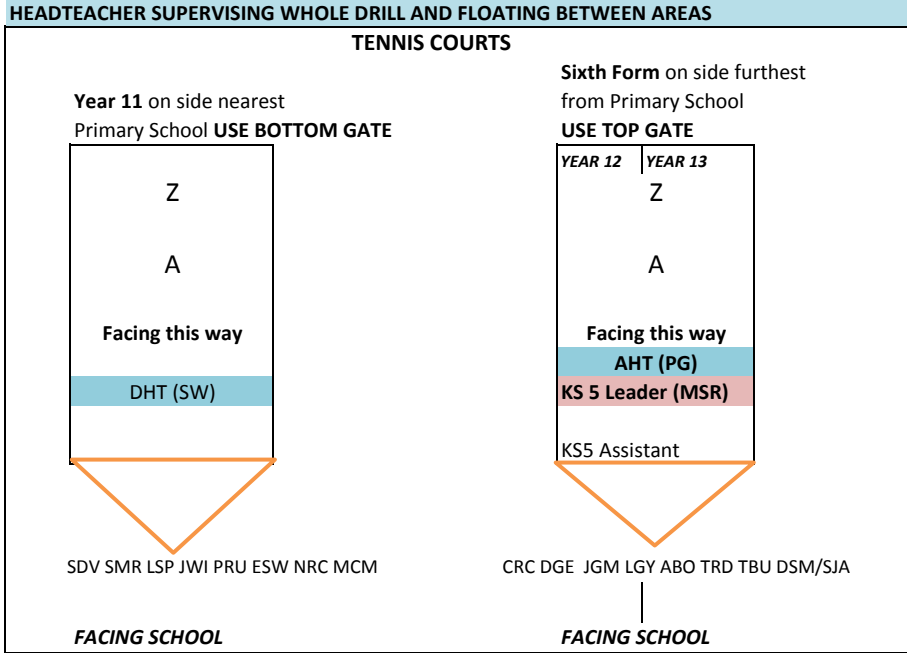 HEADTEACHER SUPERVISING WHOLE DRILL AND FLOATING BETWEEN AREAS
TENNIS COURTS
Year 11 on side nearest
Primary School USE BOTTOM GATE
Z
A
Facing this way
DHT (SW)
SDV SMR LSP JWI PRU ESW NRC MCM
FACING SCHOOL
Sixth Form on side furthest
from Primary School
USE TOP GATE
YEAR 12 YEAR 13
Z
A
Facing this way
AHT (PG)
KS 5 Leader (MSR)
KS5 Assistant
CRC DGE JGM LGY ABO TRD TBU DSM/SJA
FACING SCHOOL